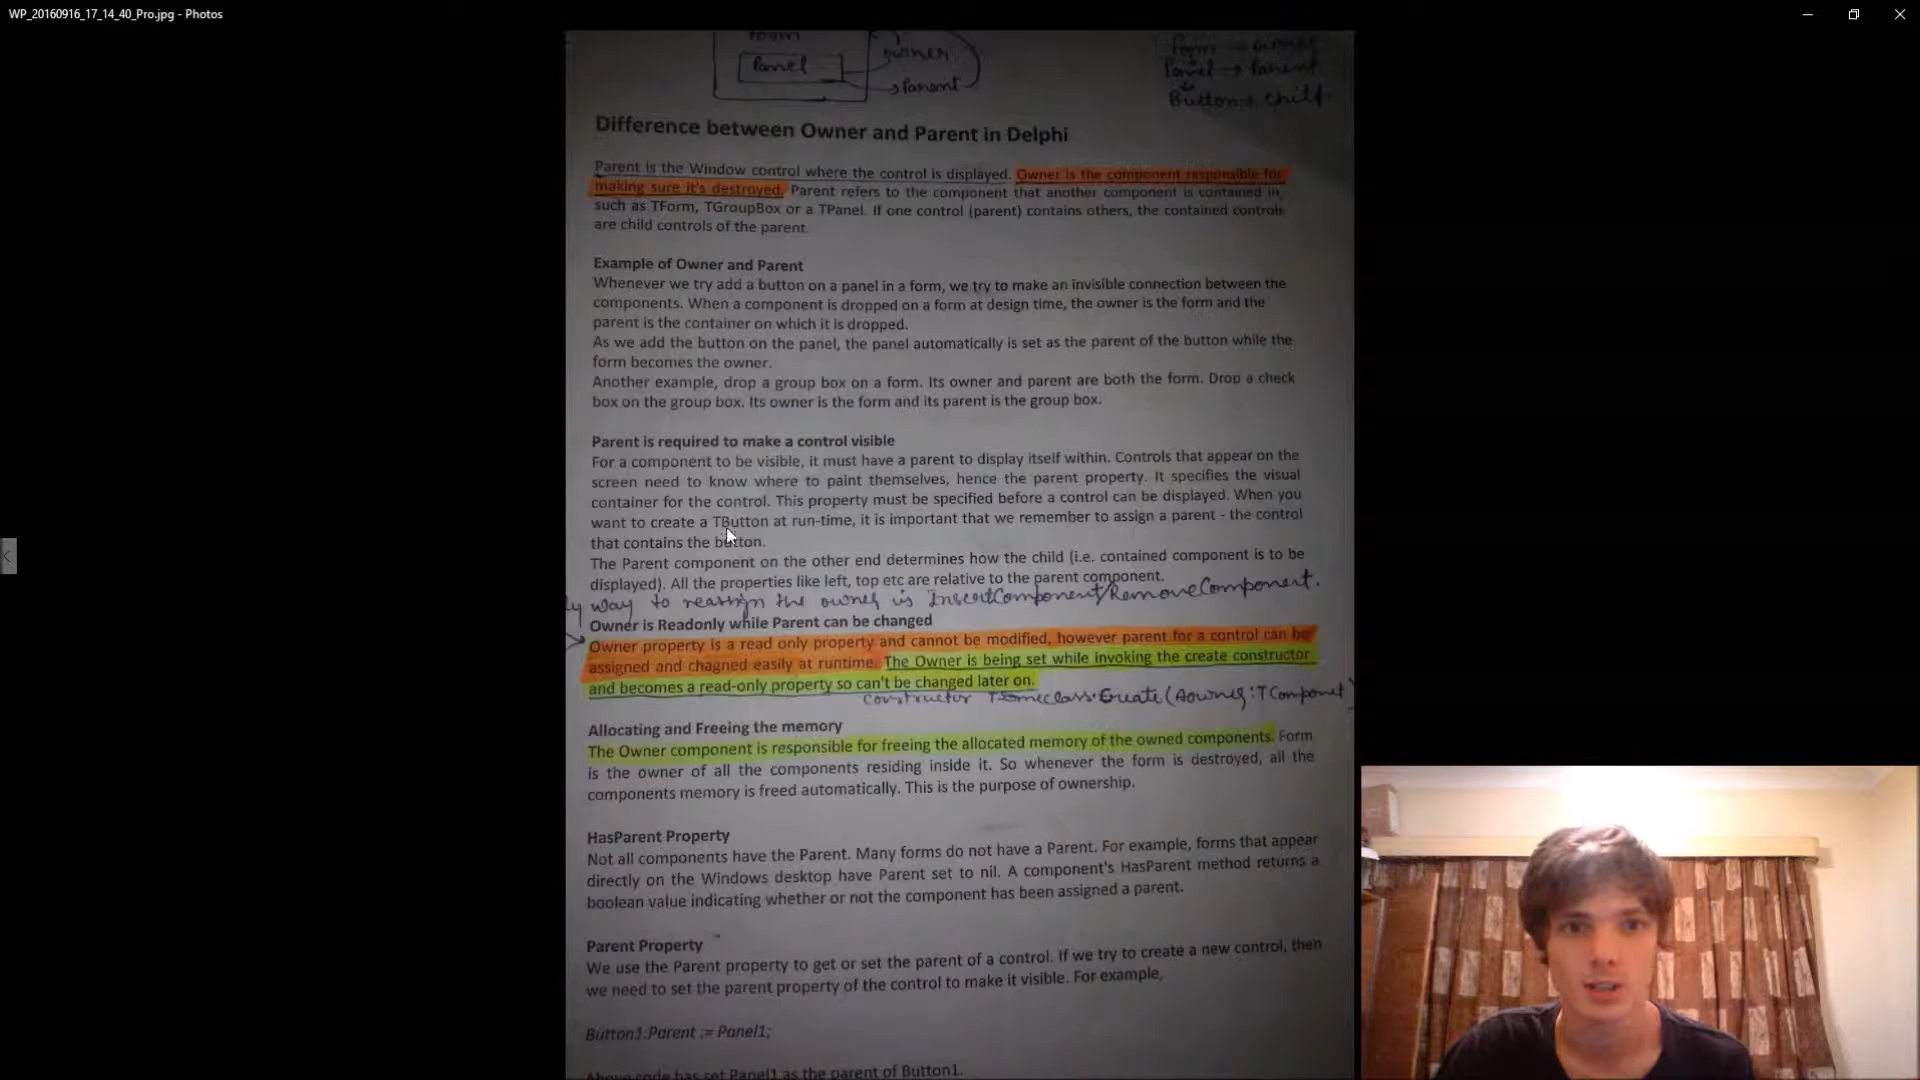 WP_20160916_17_14_40_Pro.jpg - Photos
Form
Panel
owner
Parent
Form → owner
Panel → Parent
Button → child
Difference between Owner and Parent in Delphi
Parent is the Window control where the control is displayed. Owner is the component responsible for
making sure it's destroyed. Parent refers to the component that another component is contained in,
such as TForm, TGroupBox or a TPanel. If one control (parent) contains others, the contained controls
are child controls of the parent.
Example of Owner and Parent
Whenever we try add a button on a panel in a form, we try to make an invisible connection between the
components. When a component is dropped on a form at design time, the owner is the form and the
parent is the container on which it is dropped.
As we add the button on the panel, the panel automatically is set as the parent of the button while the
form becomes the owner.
Another example, drop a group box on a form. Its owner and parent are both the form. Drop a check
box on the group box. Its owner is the form and its parent is the group box.
Parent is required to make a control visible
For a component to be visible, it must have a parent to display itself within. Controls that appear on the
screen need to know where to paint themselves, hence the parent property. It specifies the visual
container for the control. This property must be specified before a control can be displayed. When you
want to create a TButton at run-time, it is important that we remember to assign a parent - the control
that contains the button.
The Parent component on the other end determines how the child (i.e. contained component is to be
displayed). All the properties like left, top etc are relative to the parent component.
way to reassign the owner is InsertComponent/RemoveComponent.
Owner is Readonly while Parent can be changed
Owner property is a read only property and cannot be modified, however parent for a control can be
assigned and chagned easily at runtime. The Owner is being set while invoking the create constructor
and becomes a read-only property so can't be changed later on.
constructor Tsomeclass.Create(Aowner:TComponet)
Allocating and Freeing the memory
The Owner component is responsible for freeing the allocated memory of the owned components. Form
is the owner of all the components residing inside it. So whenever the form is destroyed, all the
components memory is freed automatically. This is the purpose of ownership.
HasParent Property
Not all components have the Parent. Many forms do not have a Parent. For example, forms that appear
directly on the Windows desktop have Parent set to nil. A component's HasParent method returns a
boolean value indicating whether or not the component has been assigned a parent.
Parent Property
We use the Parent property to get or set the parent of a control. If we try to create a new control, then
we need to set the parent property of the control to make it visible. For example,
Button1.Parent := Panel1;
Above code has set Panel1 as the parent of Button1.